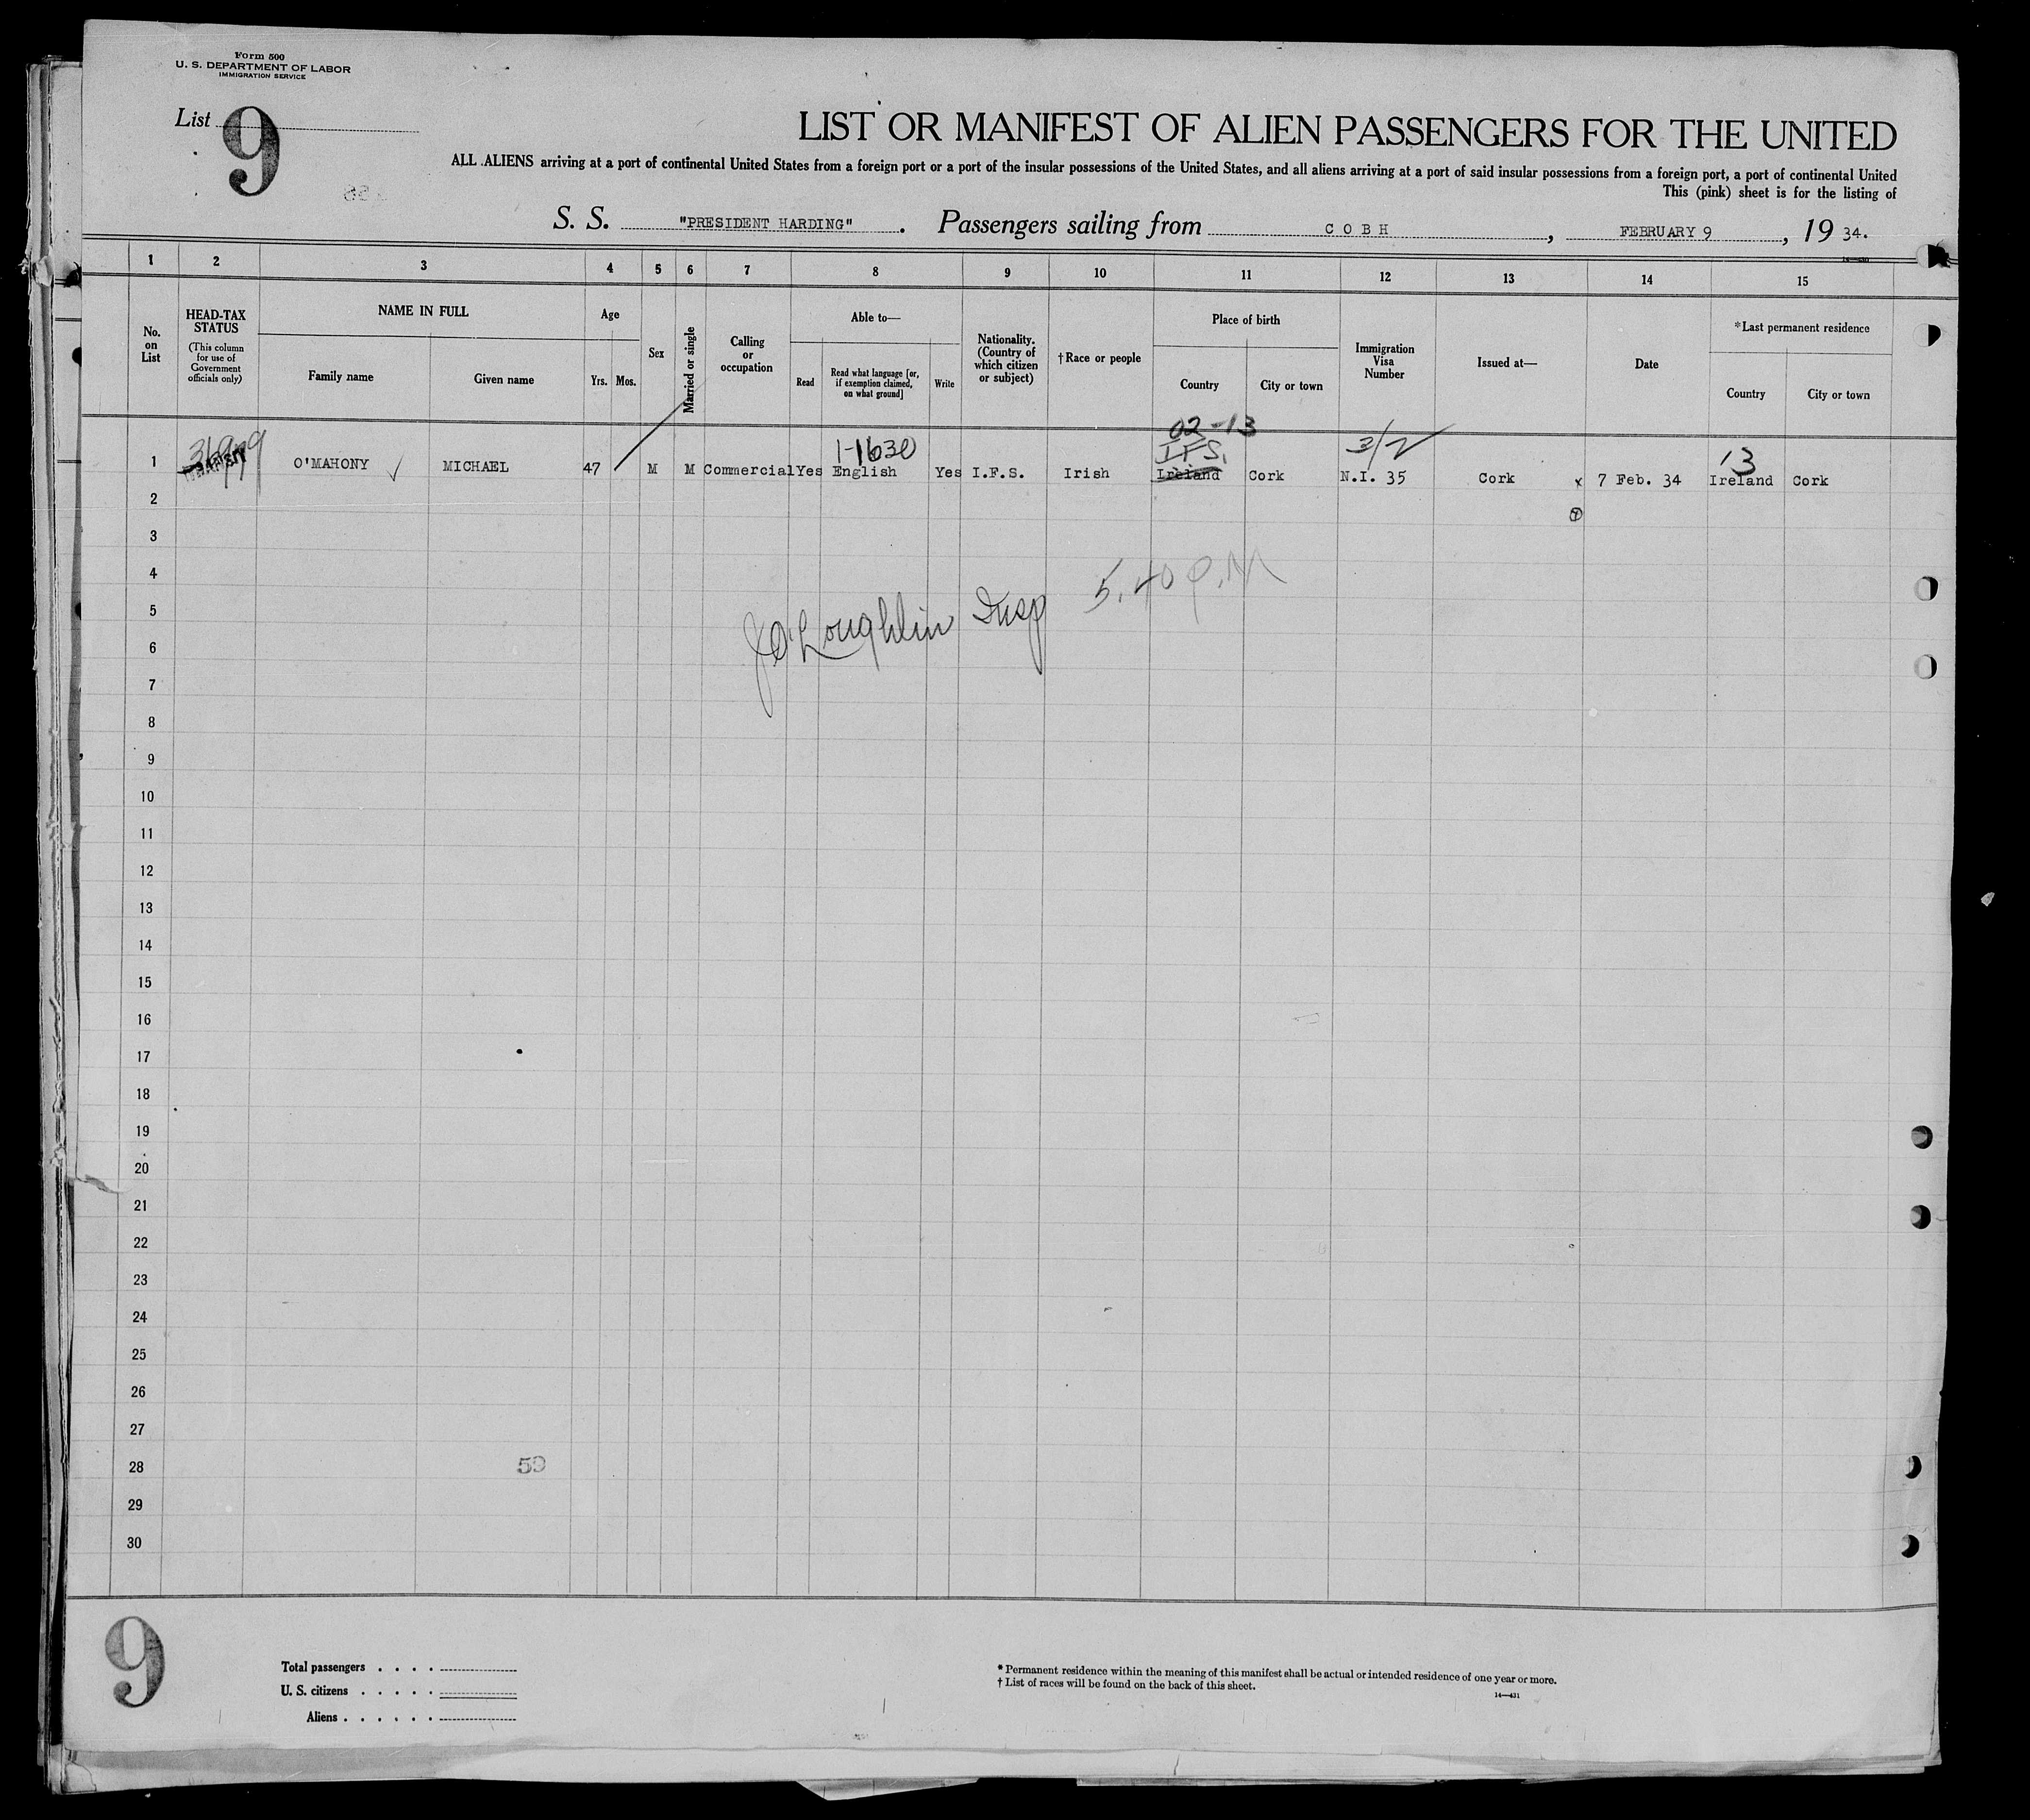 Form 500
U. S. DEPARTMENT OF LABOR
IMMIGRATION SERVICE
List 9
LIST OR MANIFEST OF ALIEN PASSENGERS FOR THE UNITED
ALL ALIENS arriving at a port of continental United States from a foreign port or a port of the insular possessions of the United States, and all aliens arriving at a port of said insular possessions from a foreign port, a port of continental United
This (pink) sheet is for the listing of
S. S. "PRESIDENT HARDING". Passengers sailing from COBH, FEBRUARY 9, 19 34.
1 2 3 4 5 6 7 8 9 10 11 12 13 14 15
No. on List
HEAD-TAX STATUS
(This column for use of Government officials only)
NAME IN FULL
Family name
Given name
Age
Yrs. Mos.
Sex
Married or single
Calling or occupation
Able to—
Read
Read what language [or, if exemption claimed, on what ground]
Write
Nationality. (Country of which citizen or subject)
†Race or people
Place of birth
Country
City or town
Immigration Visa Number
Issued at—
Date
*Last permanent residence
Country
City or town
02-13
1-1630 I.F.S. 3/2 13
1 TRANSIT O'MAHONY ✓ MICHAEL 47 M M Commercial Yes English Yes I.F.S. Irish Ireland Cork N.I. 35 Cork x 7 Feb. 34 Ireland Cork
2
3
4
5 J O'Loughlin Insp 5.40 P.M
6
7
8
9
10
11
12
13
14
15
16
17
18
19
20
21
22
23
24
25
26
27
28 59
29
30
9
Total passengers . . . .
U. S. citizens . . . . .
Aliens . . . . . .
* Permanent residence within the meaning of this manifest shall be actual or intended residence of one year or more.
† List of races will be found on the back of this sheet.
14—431